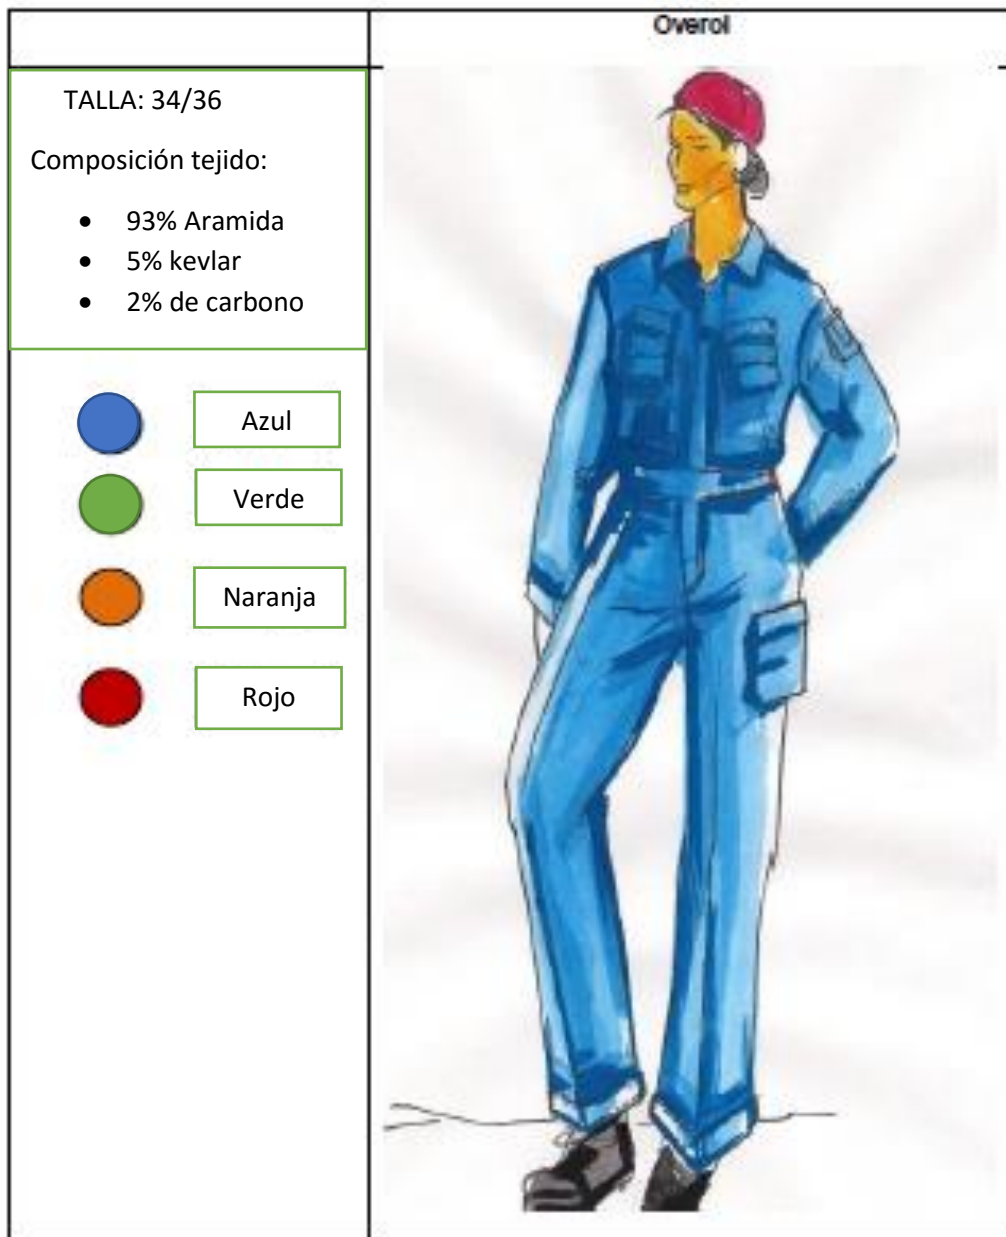 Overol
TALLA: 34/36
Composición tejido:
• 93% Aramida
• 5% kevlar
• 2% de carbono
Azul
Verde
Naranja
Rojo